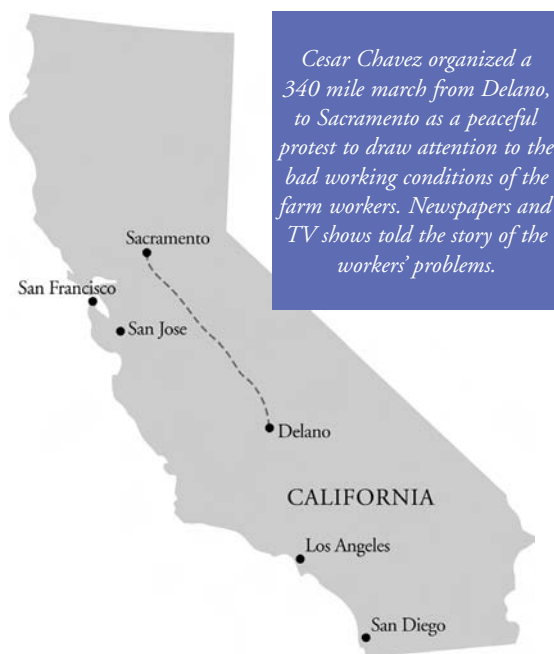 Cesar Chavez organized a
340 mile march from Delano,
to Sacramento as a peaceful
protest to draw attention to the
bad working conditions of the
farm workers. Newspapers and
TV shows told the story of the
workers' problems.
Sacramento
San Francisco
San Jose
Delano
CALIFORNIA
Los Angeles
San Diego